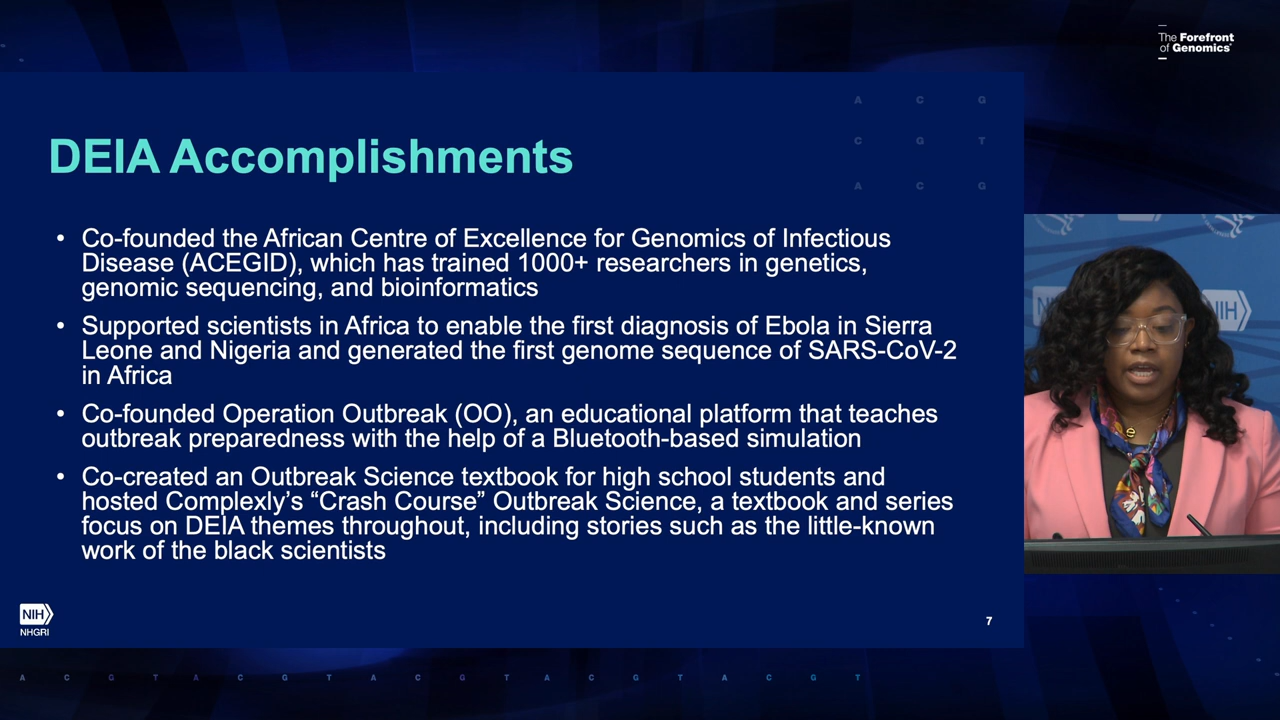 The Forefront
of Genomics®
A C G
C G T
A C G
DEIA Accomplishments
• Co-founded the African Centre of Excellence for Genomics of Infectious
Disease (ACEGID), which has trained 1000+ researchers in genetics,
genomic sequencing, and bioinformatics
• Supported scientists in Africa to enable the first diagnosis of Ebola in Sierra
Leone and Nigeria and generated the first genome sequence of SARS-CoV-2
in Africa
• Co-founded Operation Outbreak (OO), an educational platform that teaches
outbreak preparedness with the help of a Bluetooth-based simulation
• Co-created an Outbreak Science textbook for high school students and
hosted Complexly’s “Crash Course” Outbreak Science, a textbook and series
focus on DEIA themes throughout, including stories such as the little-known
work of the black scientists
NIH
NHGRI
7
NIH
A C G T A C G T A C G T A C G T A C G T